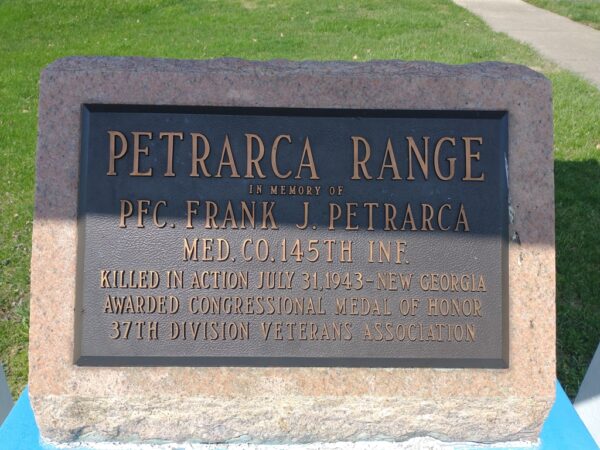 PETRARCA RANGE
IN MEMORY OF
PFC. FRANK J. PETRARCA
MED. CO. 145TH INF.
KILLED IN ACTION JULY 31, 1943 - NEW GEORGIA
AWARDED CONGRESSIONAL MEDAL OF HONOR
37TH DIVISION VETERANS ASSOCIATION